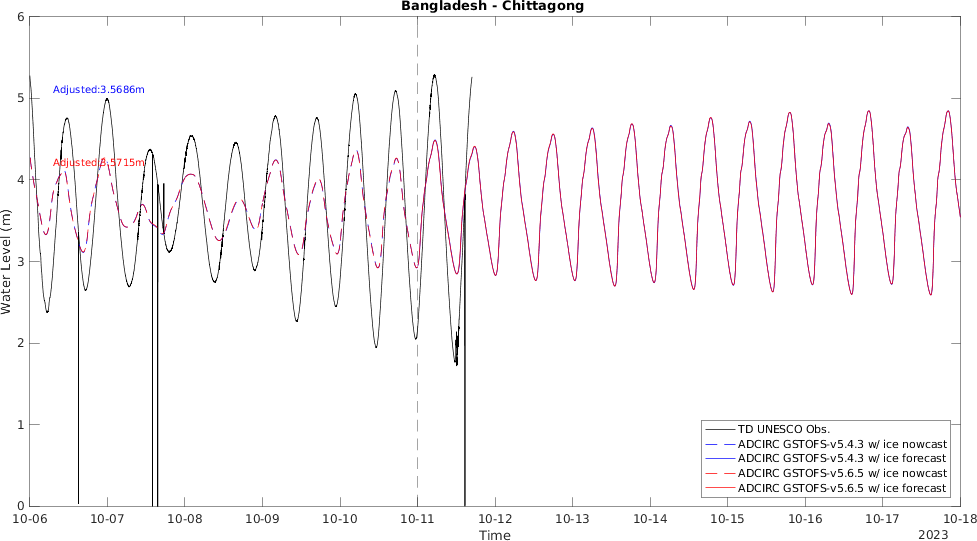 Bangladesh - Chittagong
6
5
4
3
2
1
0
Water Level (m)
Adjusted:3.5686m
Adjusted:3.5715m
TD UNESCO Obs.
ADCIRC GSTOFS-v5.4.3 w/ ice nowcast
ADCIRC GSTOFS-v5.4.3 w/ ice forecast
ADCIRC GSTOFS-v5.6.5 w/ ice nowcast
ADCIRC GSTOFS-v5.6.5 w/ ice forecast
10-06 10-07 10-08 10-09 10-10 10-11 10-12 10-13 10-14 10-15 10-16 10-17 10-18
Time
2023